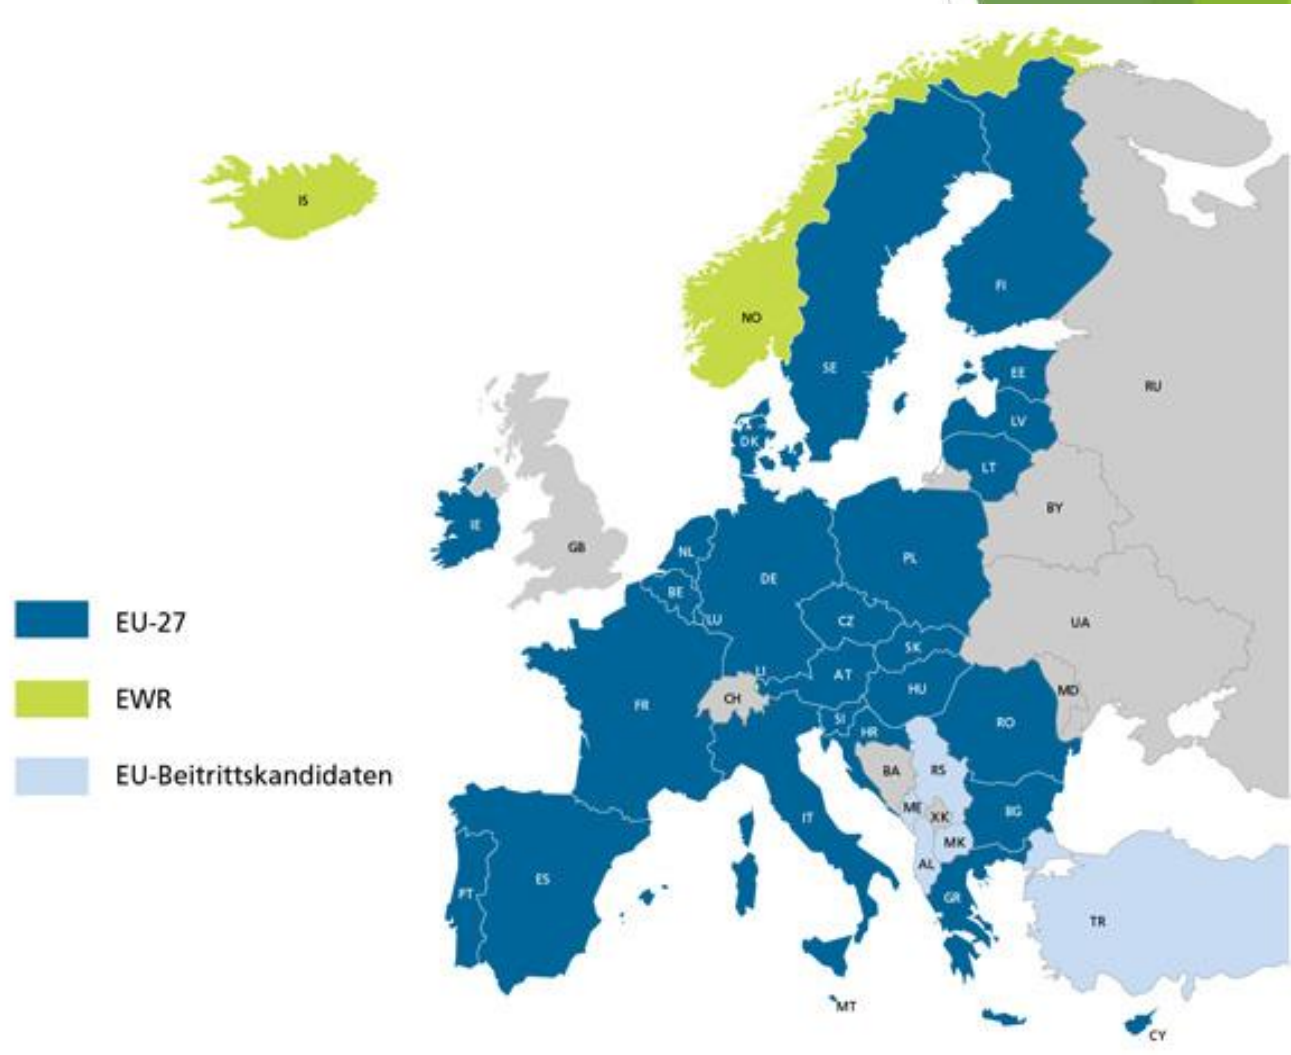 IS
NO
FI
SE
EE
RU
LV
DK
LT
BY
IE
GB
NL
PL
DE
BE
LU
CZ
UA
EU-27
SK
LI
AT
HU
MD
CH
EWR
FR
SI
RO
HR
BA
RS
EU-Beitrittskandidaten
ME
IT
XK
BG
MK
AL
ES
PT
GR
TR
MT
CY